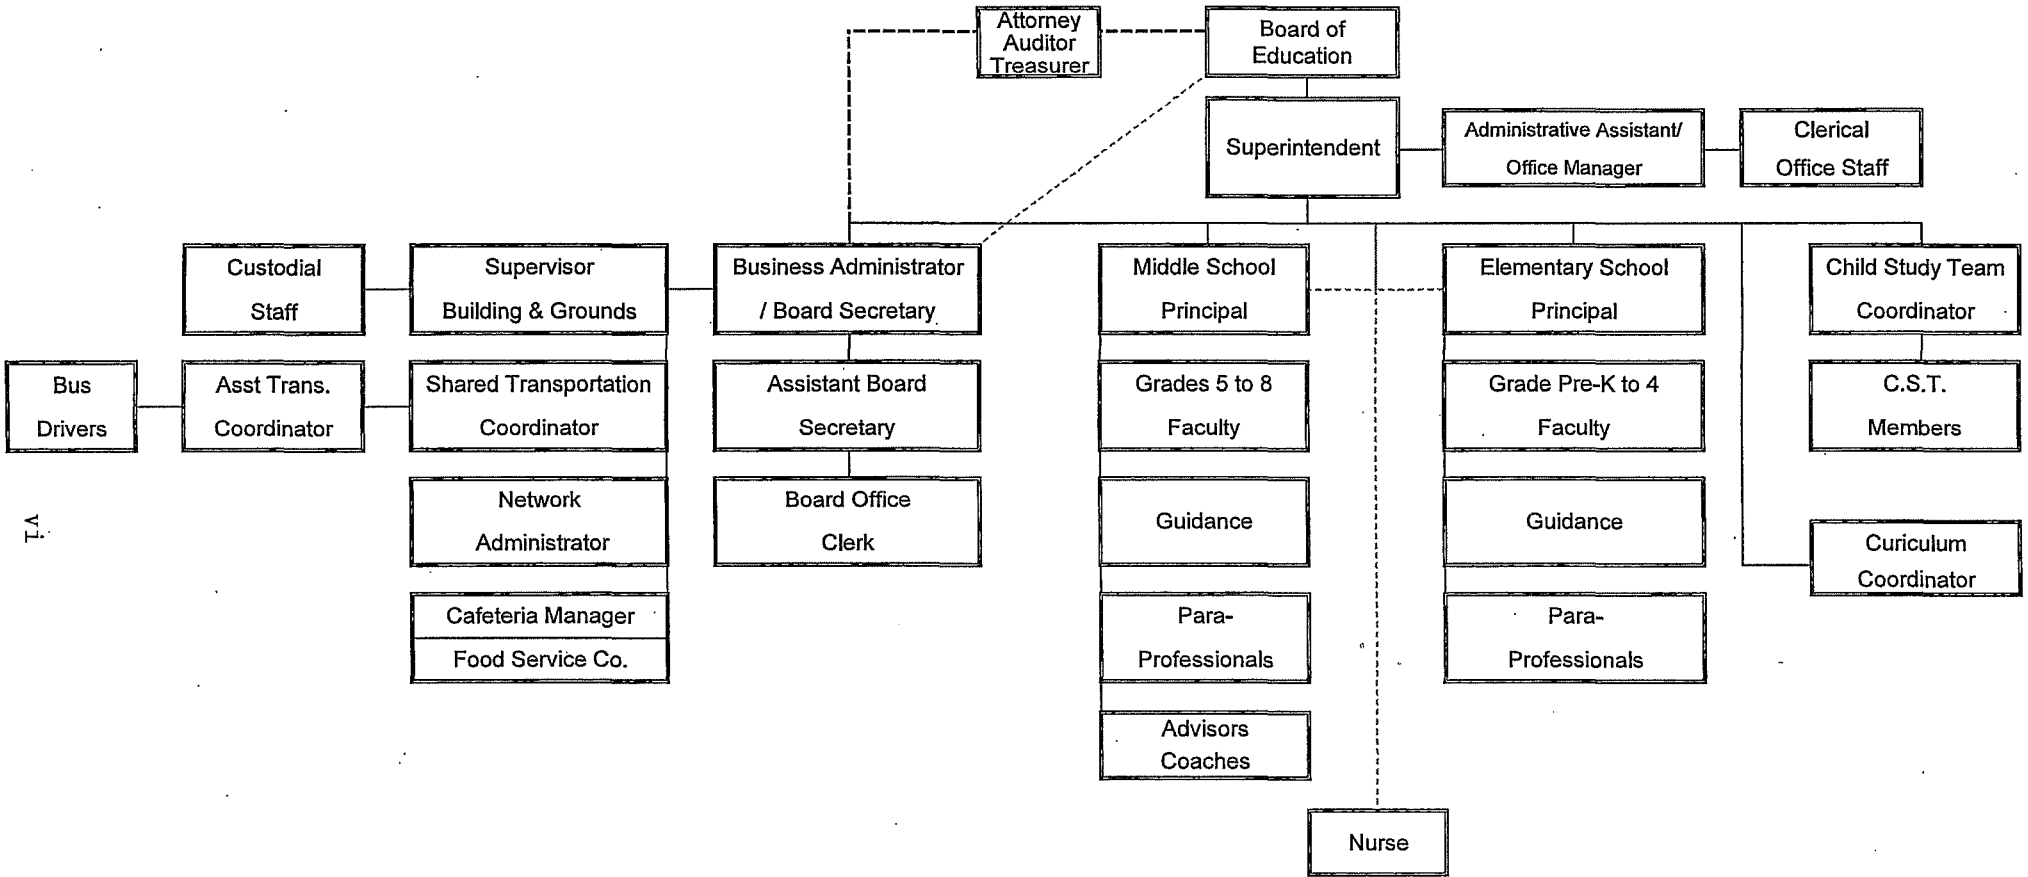 Attorney
Auditor
Treasurer
Board of
Education
Superintendent
Administrative Assistant/
Office Manager
Clerical
Office Staff
Custodial
Staff
Supervisor
Building & Grounds
Business Administrator
/ Board Secretary
Middle School
Principal
Elementary School
Principal
Child Study Team
Coordinator
Bus
Drivers
Asst Trans.
Coordinator
Shared Transportation
Coordinator
Assistant Board
Secretary
Grades 5 to 8
Faculty
Grade Pre-K to 4
Faculty
C.S.T.
Members
Network
Administrator
Board Office
Clerk
Guidance
Guidance
Curiculum
Coordinator
Cafeteria Manager
Food Service Co.
Para-
Professionals
Para-
Professionals
Advisors
Coaches
Nurse
vi